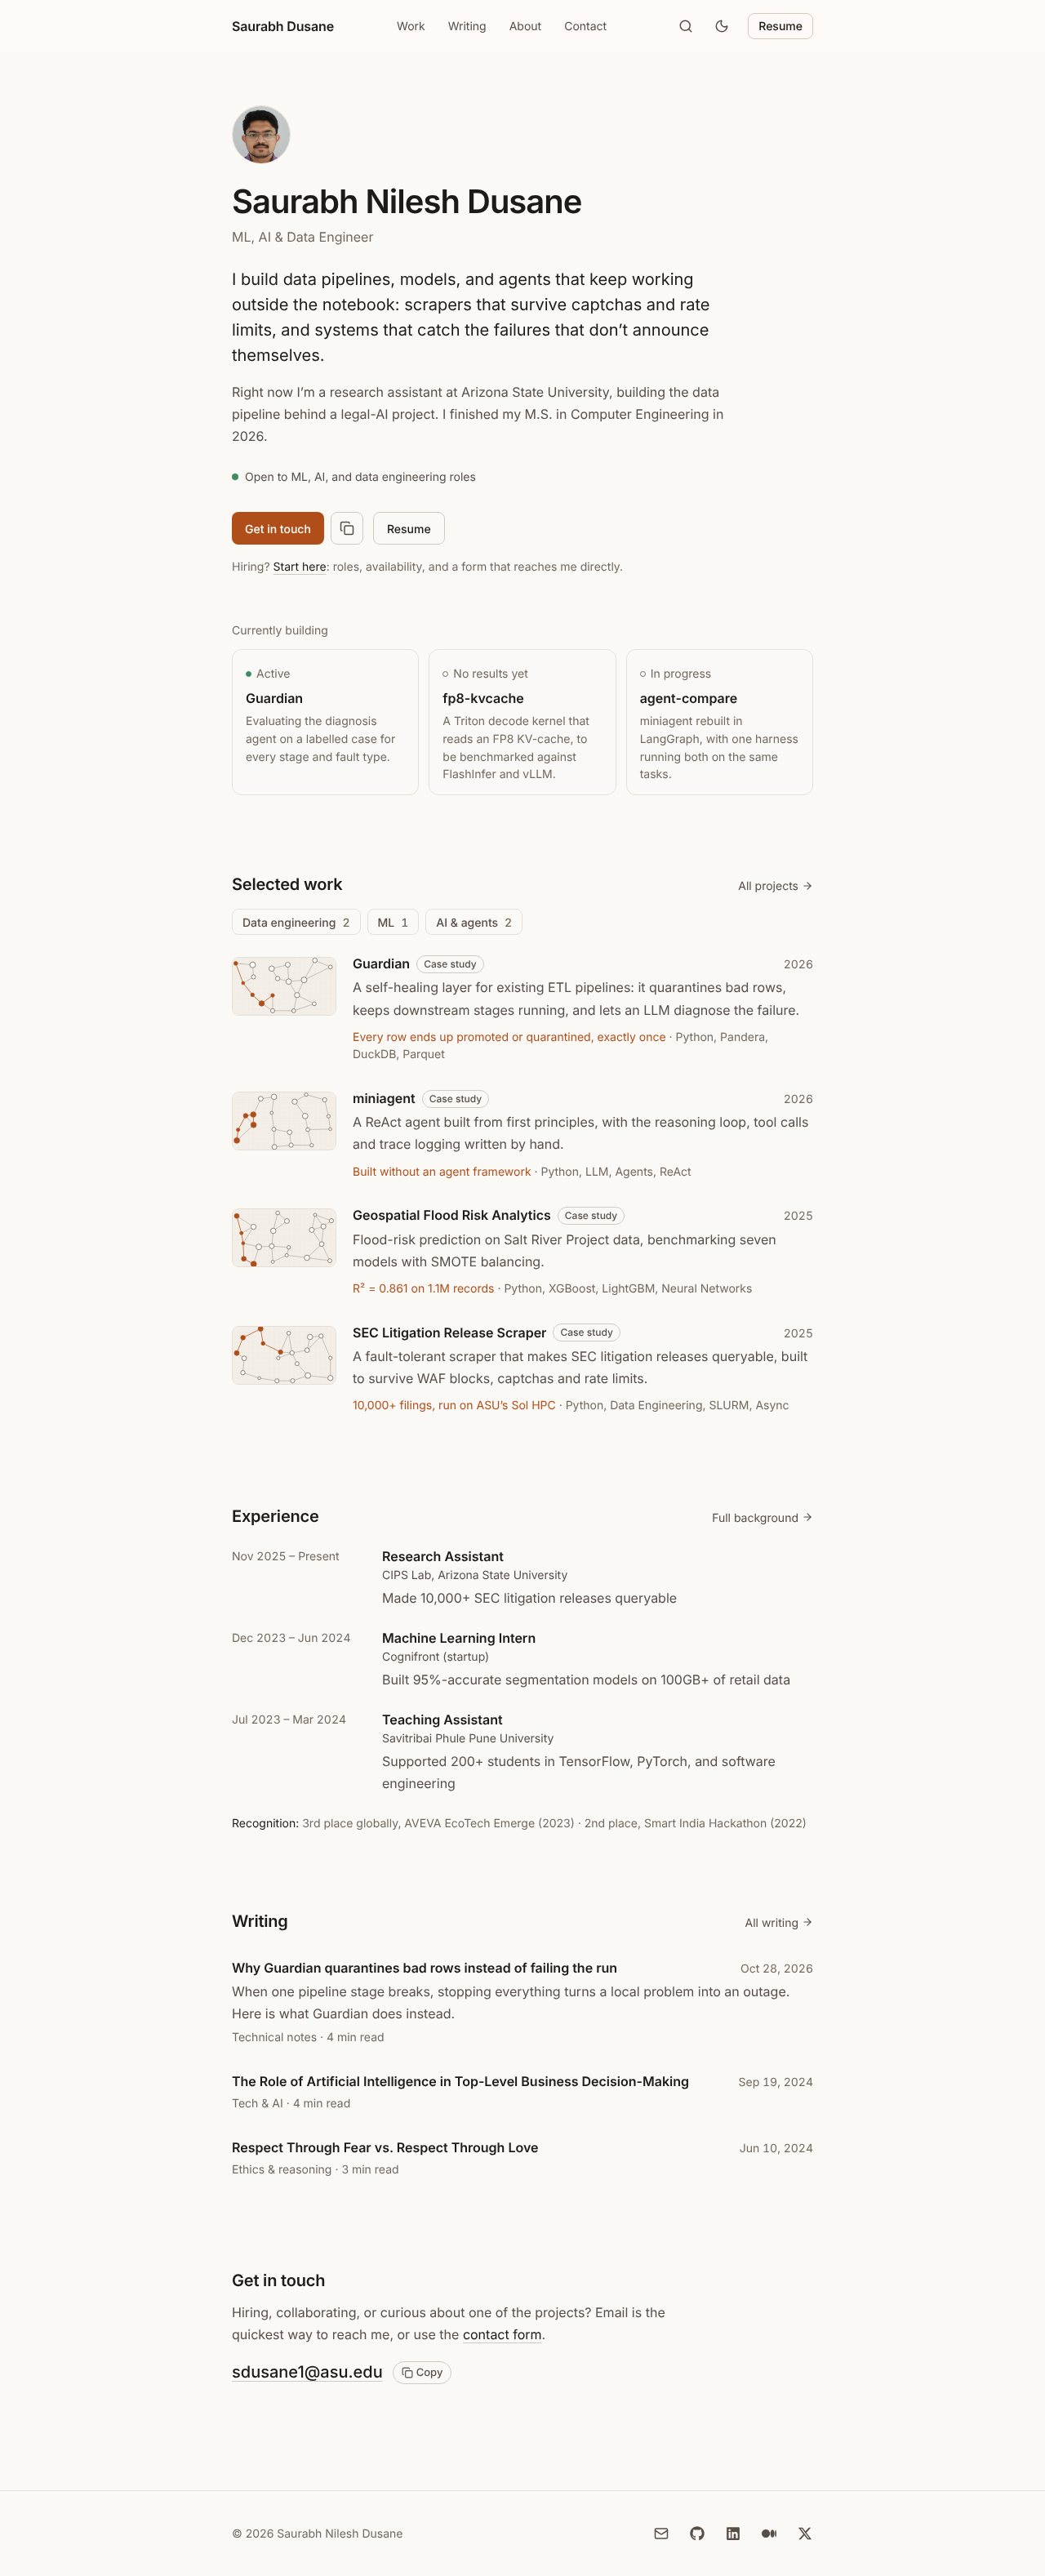 Saurabh Dusane
Work
Writing
About
Contact
Resume
Saurabh Nilesh Dusane
ML, AI & Data Engineer
I build data pipelines, models, and agents that keep working
outside the notebook: scrapers that survive captchas and rate
limits, and systems that catch the failures that don’t announce
themselves.
Right now I’m a research assistant at Arizona State University, building the data
pipeline behind a legal-AI project. I finished my M.S. in Computer Engineering in
2026.
Open to ML, AI, and data engineering roles
Get in touch
Resume
Hiring? Start here: roles, availability, and a form that reaches me directly.
Currently building
Active
Guardian
Evaluating the diagnosis
agent on a labelled case for
every stage and fault type.
No results yet
fp8-kvcache
A Triton decode kernel that
reads an FP8 KV-cache, to
be benchmarked against
FlashInfer and vLLM.
In progress
agent-compare
miniagent rebuilt in
LangGraph, with one harness
running both on the same
tasks.
Selected work
All projects →
Data engineering 2
ML 1
AI & agents 2
Guardian Case study 2026
A self-healing layer for existing ETL pipelines: it quarantines bad rows,
keeps downstream stages running, and lets an LLM diagnose the failure.
Every row ends up promoted or quarantined, exactly once · Python, Pandera,
DuckDB, Parquet
miniagent Case study 2026
A ReAct agent built from first principles, with the reasoning loop, tool calls
and trace logging written by hand.
Built without an agent framework · Python, LLM, Agents, ReAct
Geospatial Flood Risk Analytics Case study 2025
Flood-risk prediction on Salt River Project data, benchmarking seven
models with SMOTE balancing.
R² = 0.861 on 1.1M records · Python, XGBoost, LightGBM, Neural Networks
SEC Litigation Release Scraper Case study 2025
A fault-tolerant scraper that makes SEC litigation releases queryable, built
to survive WAF blocks, captchas and rate limits.
10,000+ filings, run on ASU’s Sol HPC · Python, Data Engineering, SLURM, Async
Experience
Full background →
Nov 2025 – Present
Research Assistant
CIPS Lab, Arizona State University
Made 10,000+ SEC litigation releases queryable
Dec 2023 – Jun 2024
Machine Learning Intern
Cognifront (startup)
Built 95%-accurate segmentation models on 100GB+ of retail data
Jul 2023 – Mar 2024
Teaching Assistant
Savitribai Phule Pune University
Supported 200+ students in TensorFlow, PyTorch, and software
engineering
Recognition: 3rd place globally, AVEVA EcoTech Emerge (2023) · 2nd place, Smart India Hackathon (2022)
Writing
All writing →
Why Guardian quarantines bad rows instead of failing the run Oct 28, 2026
When one pipeline stage breaks, stopping everything turns a local problem into an outage.
Here is what Guardian does instead.
Technical notes · 4 min read
The Role of Artificial Intelligence in Top-Level Business Decision-Making Sep 19, 2024
Tech & AI · 4 min read
Respect Through Fear vs. Respect Through Love Jun 10, 2024
Ethics & reasoning · 3 min read
Get in touch
Hiring, collaborating, or curious about one of the projects? Email is the
quickest way to reach me, or use the contact form.
sdusane1@asu.edu Copy
© 2026 Saurabh Nilesh Dusane